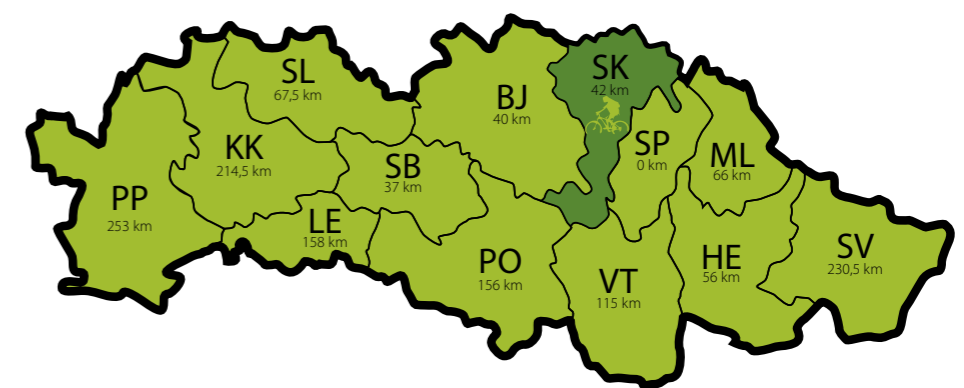 SL
67,5 km
SK
42 km
BJ
40 km
SP
0 km
KK
214,5 km
ML
66 km
SB
37 km
PP
253 km
LE
158 km
PO
156 km
VT
115 km
HE
56 km
SV
230,5 km